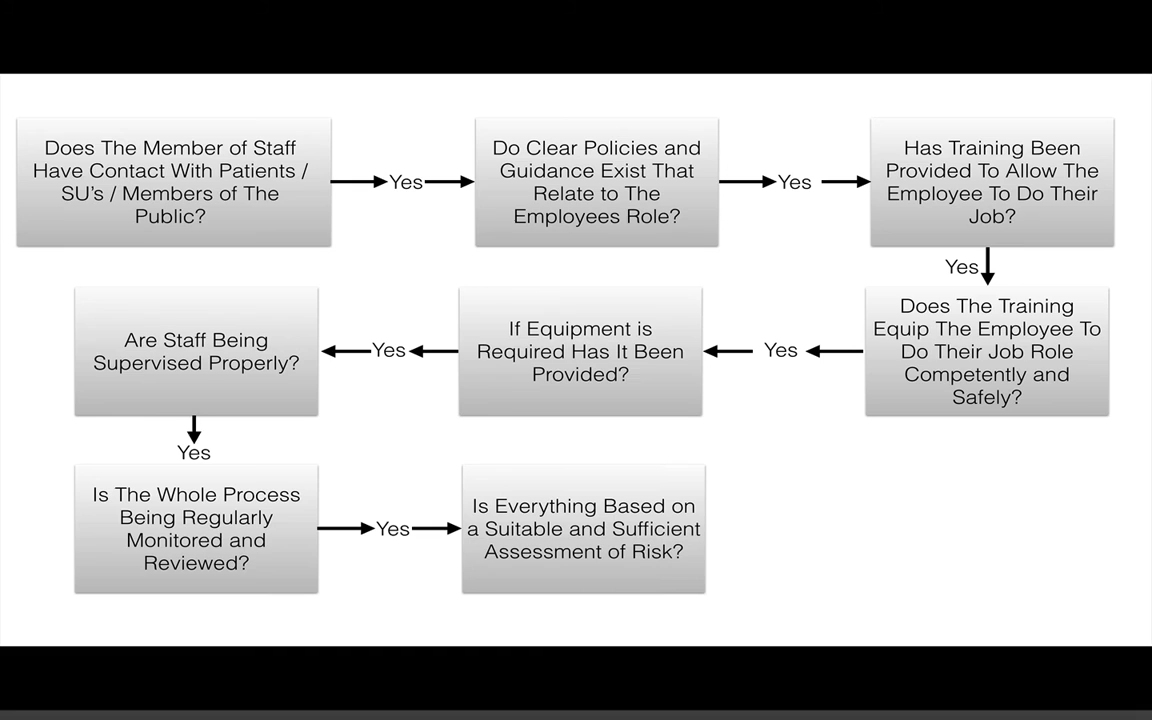 Does The Member of Staff
Have Contact With Patients /
SU's / Members of The
Public?
Yes
Do Clear Policies and
Guidance Exist That
Relate to The
Employees Role?
Yes
Has Training Been
Provided To Allow The
Employee To Do Their
Job?
Yes
Does The Training
Equip The Employee To
Do Their Job Role
Competently and
Safely?
Yes
If Equipment is
Required Has It Been
Provided?
Yes
Are Staff Being
Supervised Properly?
Yes
Is The Whole Process
Being Regularly
Monitored and
Reviewed?
Yes
Is Everything Based on
a Suitable and Sufficient
Assessment of Risk?